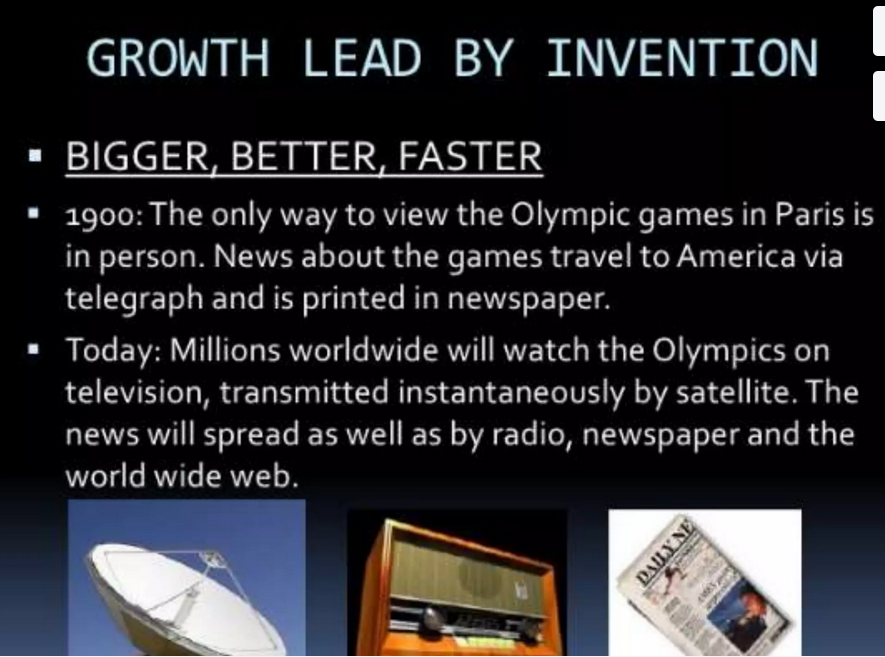 GROWTH LEAD BY INVENTION
BIGGER, BETTER, FASTER
1900: The only way to view the Olympic games in Paris is
in person. News about the games travel to America via
telegraph and is printed in newspaper.
Today: Millions worldwide will watch the Olympics on
television, transmitted instantaneously by satellite. The
news will spread as well as by radio, newspaper and the
world wide web.
DAILY NE